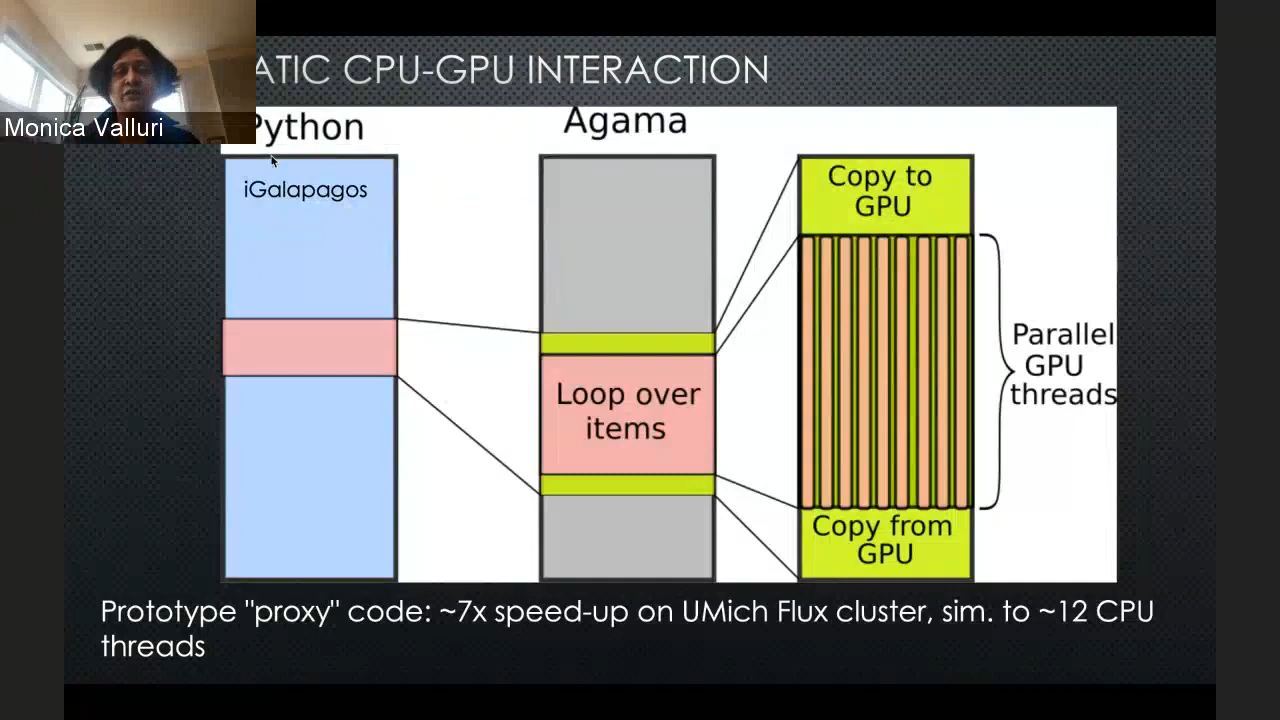 ATIC CPU-GPU INTERACTION
Monica Valluri
Python
Agama
iGalapagos
Copy to
GPU
Loop over
items
Parallel
GPU
threads
Copy from
GPU
Prototype "proxy" code: ~7x speed-up on UMich Flux cluster, sim. to ~12 CPU
threads